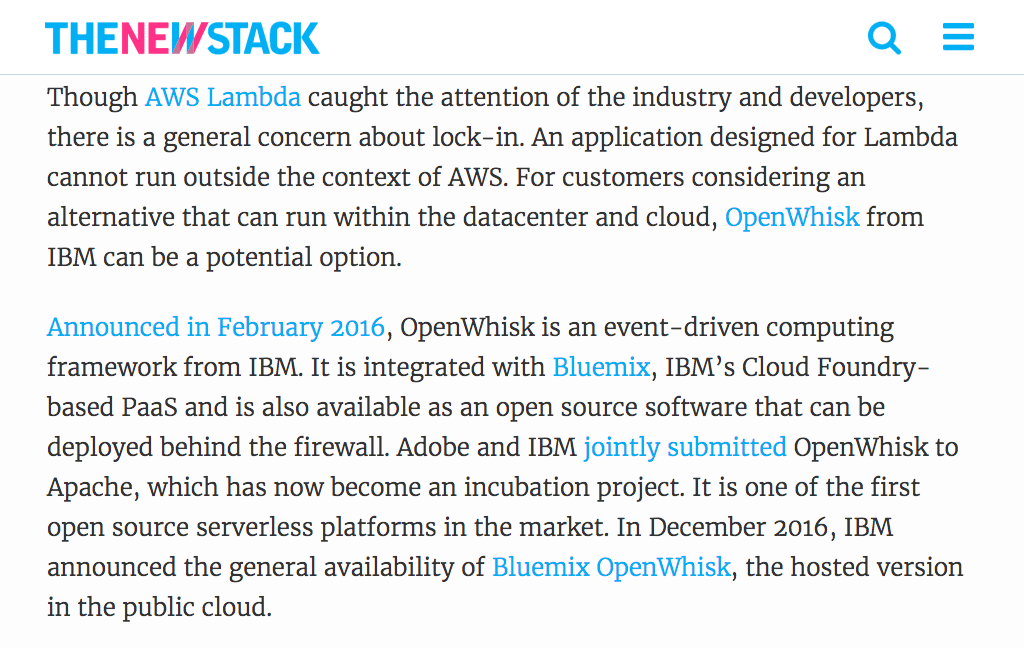 THENEWSTACK
Though AWS Lambda caught the attention of the industry and developers,
there is a general concern about lock-in. An application designed for Lambda
cannot run outside the context of AWS. For customers considering an
alternative that can run within the datacenter and cloud, OpenWhisk from
IBM can be a potential option.
Announced in February 2016, OpenWhisk is an event-driven computing
framework from IBM. It is integrated with Bluemix, IBM’s Cloud Foundry-
based PaaS and is also available as an open source software that can be
deployed behind the firewall. Adobe and IBM jointly submitted OpenWhisk to
Apache, which has now become an incubation project. It is one of the first
open source serverless platforms in the market. In December 2016, IBM
announced the general availability of Bluemix OpenWhisk, the hosted version
in the public cloud.